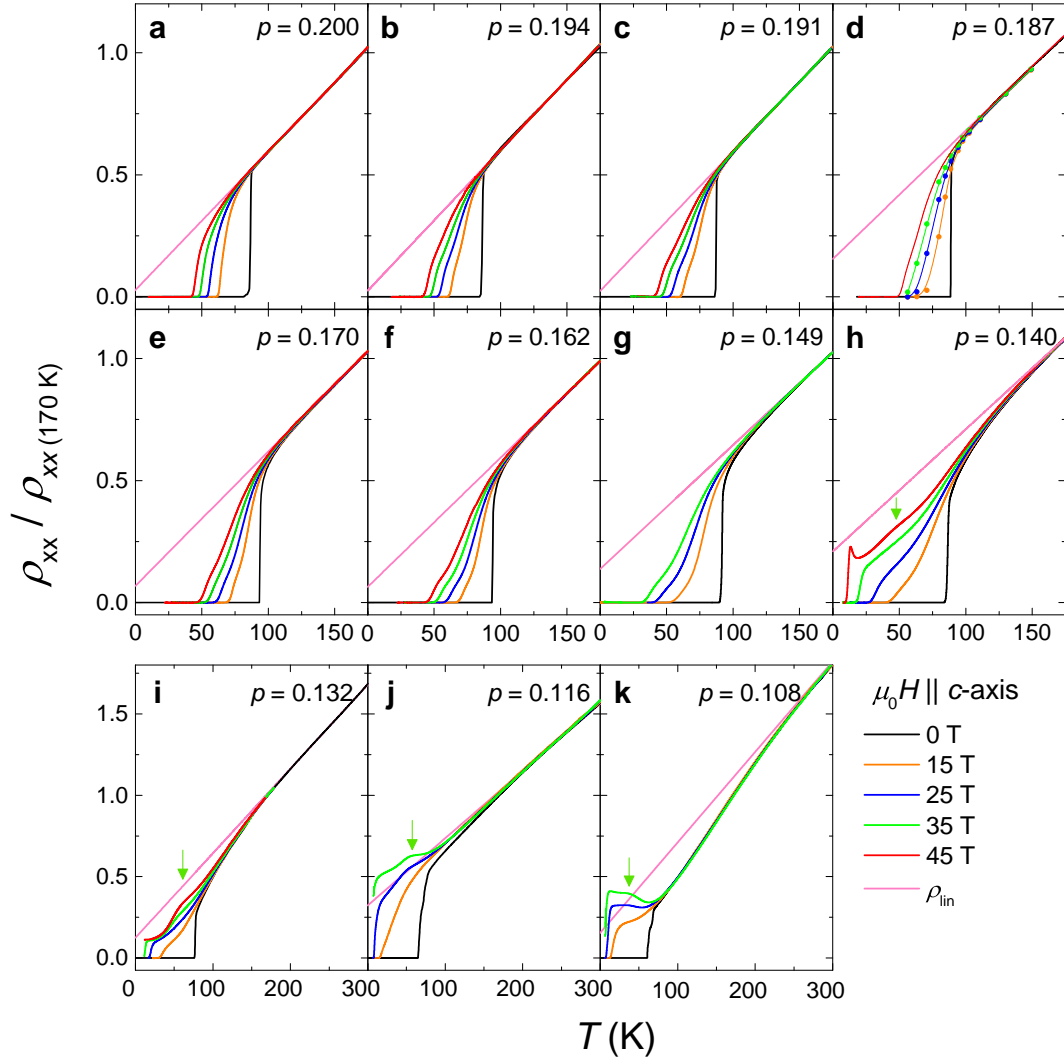 a p = 0.200
b p = 0.194
c p = 0.191
d p = 0.187
1.0
0.5
0.0
e p = 0.170
f p = 0.162
g p = 0.149
h p = 0.140
1.0
0.5
0.0
0 50 100 150
0 50 100 150
0 50 100 150
0 50 100 150
ρxx / ρxx (170 K)
i p = 0.132
j p = 0.116
k p = 0.108
1.5
1.0
0.5
0.0
0 100 200 300
0 100 200 300
0 100 200 300
T (K)
μ0H || c-axis
0 T
15 T
25 T
35 T
45 T
ρlin